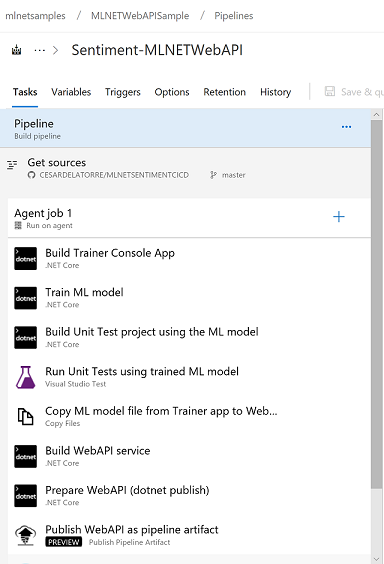 mlnetsamples / MLNETWebAPISample / Pipelines
... > Sentiment-MLNETWebAPI
Tasks Variables Triggers Options Retention History Save & qu
Pipeline ...
Build pipeline
Get sources
CESARDELATORRE/MLNETSENTIMENTCICD master
Agent job 1 +
Run on agent
dotnet Build Trainer Console App
.NET Core
dotnet Train ML model
.NET Core
dotnet Build Unit Test project using the ML model
.NET Core
Run Unit Tests using trained ML model
Visual Studio Test
Copy ML model file from Trainer app to Web...
Copy Files
dotnet Build WebAPI service
.NET Core
dotnet Prepare WebAPI (dotnet publish)
.NET Core
Publish WebAPI as pipeline artifact
PREVIEW Publish Pipeline Artifact